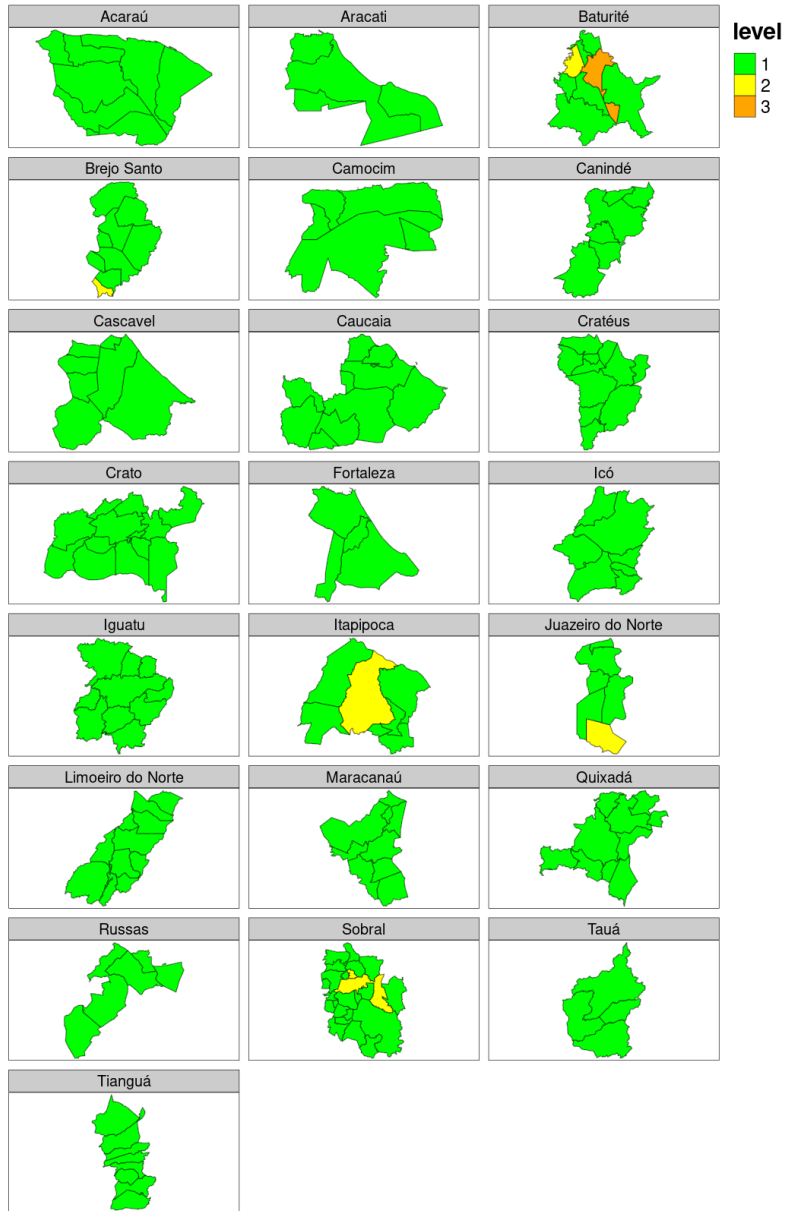 Acaraú
Aracati
Baturité
level
1
2
3
Brejo Santo
Camocim
Canindé
Cascavel
Caucaia
Cratéus
Crato
Fortaleza
Icó
Iguatu
Itapipoca
Juazeiro do Norte
Limoeiro do Norte
Maracanaú
Quixadá
Russas
Sobral
Tauá
Tianguá